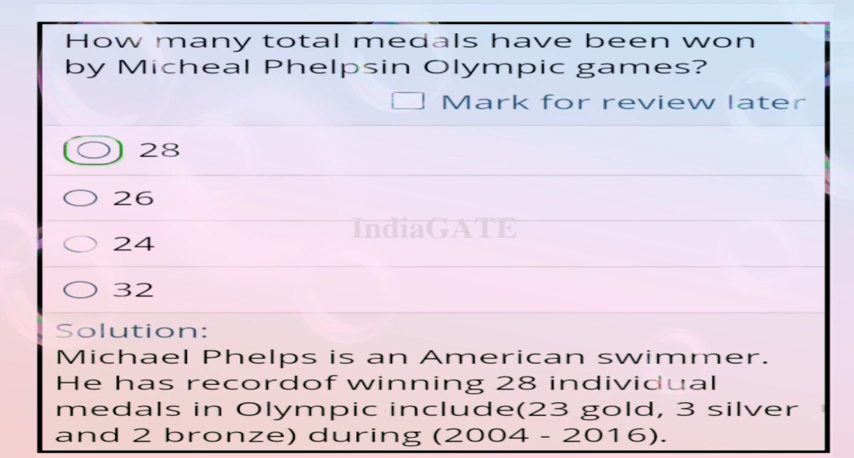 How many total medals have been won
by Micheal Phelpsin Olympic games?
Mark for review later
28
26
IndiaGATE
24
32
Solution:
Michael Phelps is an American swimmer.
He has recordof winning 28 individual
medals in Olympic include(23 gold, 3 silver
and 2 bronze) during (2004 - 2016).